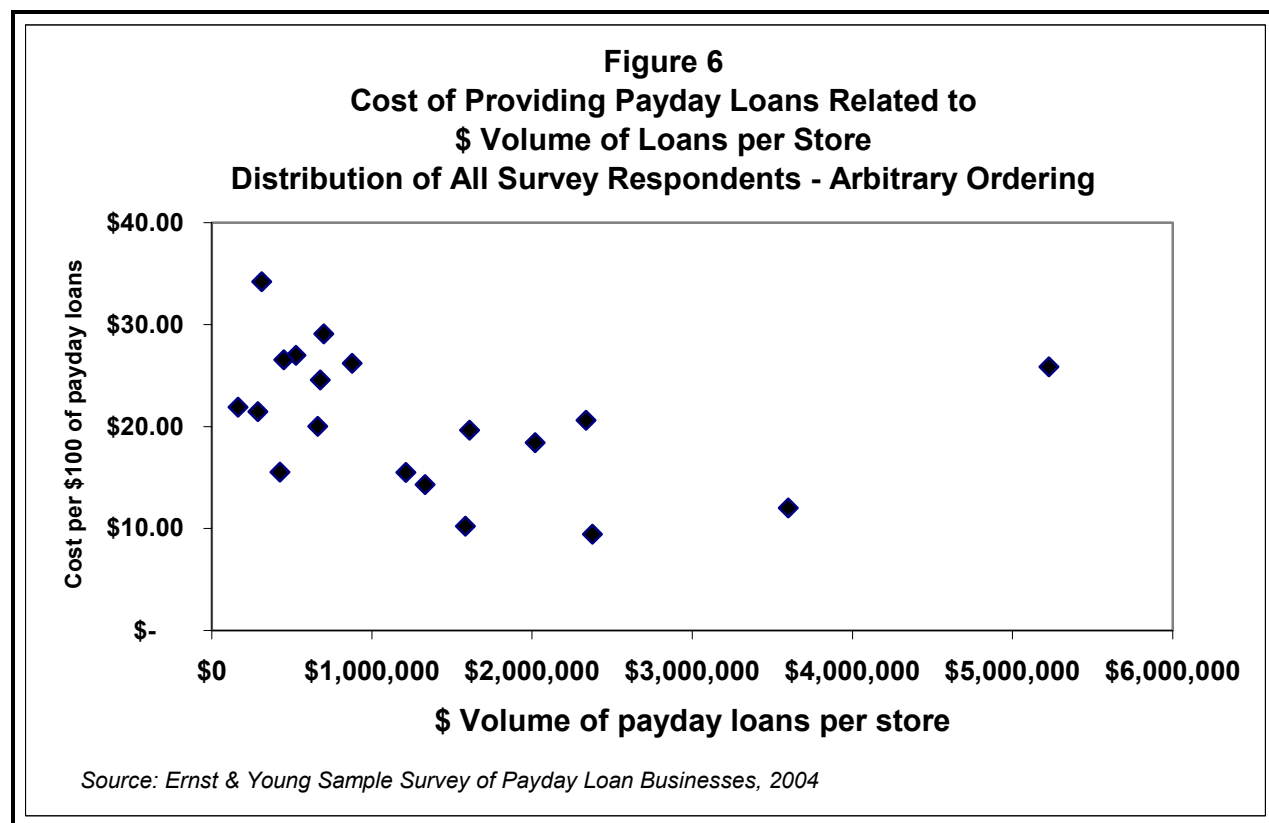 Figure 6
Cost of Providing Payday Loans Related to
$ Volume of Loans per Store
Distribution of All Survey Respondents - Arbitrary Ordering
$40.00
$30.00
$20.00
$10.00
$-
Cost per $100 of payday loans
$0 $1,000,000 $2,000,000 $3,000,000 $4,000,000 $5,000,000 $6,000,000
$ Volume of payday loans per store
Source: Ernst & Young Sample Survey of Payday Loan Businesses, 2004